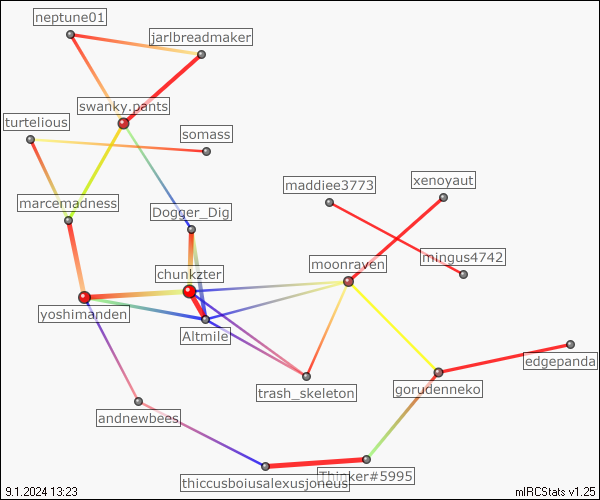 neptune01
jarlbreadmaker
swanky.pants
turtelious
somass
maddiee3773
xenoyaut
marcemadness
Dogger_Dig
mingus4742
moonraven
chunkzter
yoshimanden
Altmile
edgepanda
trash_skeleton
gorudenneko
andnewbees
Thinker#5995
thiccusboiusalexusjoneus
9.1.2024 13:23
mIRCStats v1.25